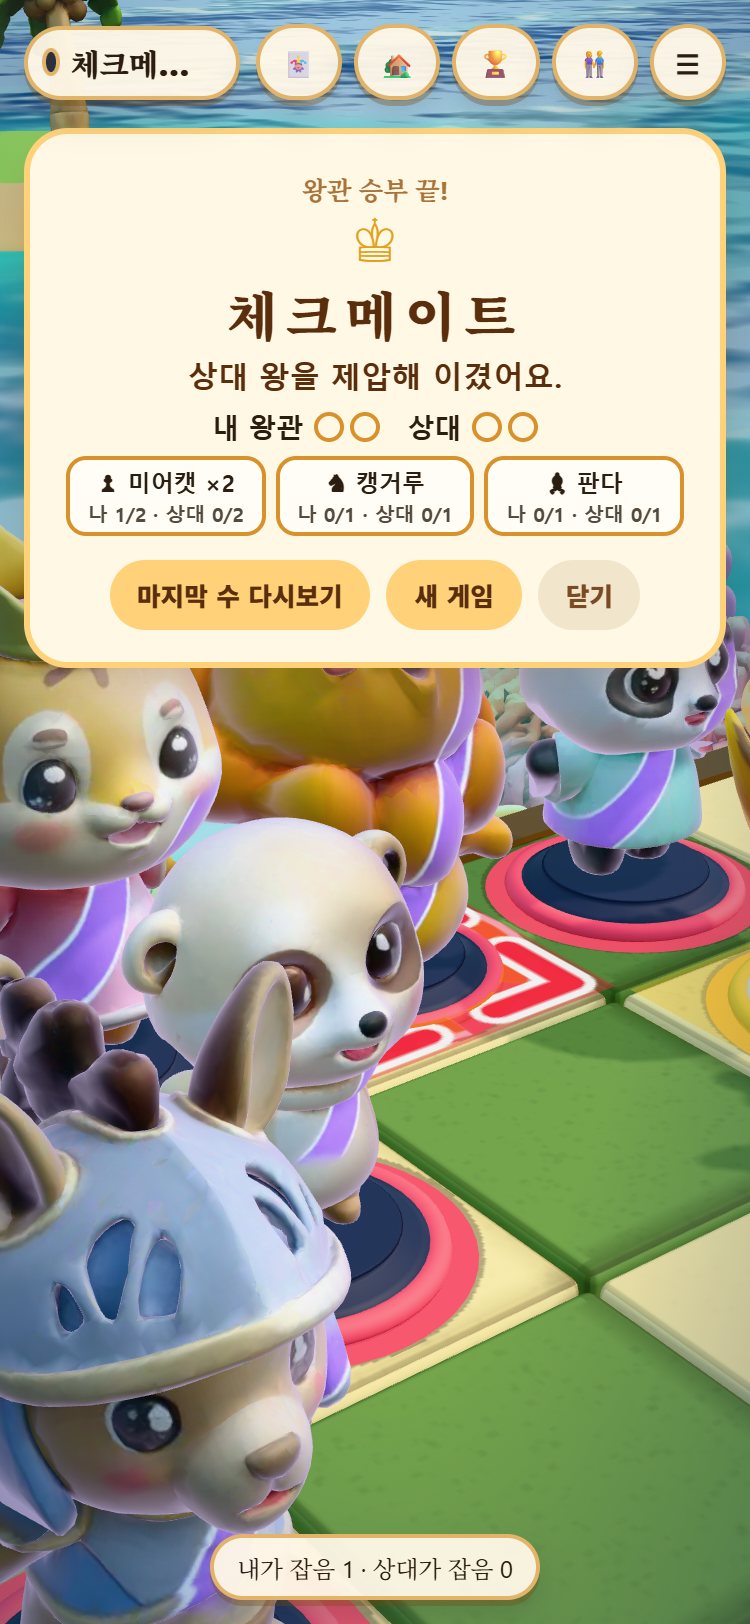 체크메...
왕관 승부 끝!
체크메이트
상대 왕을 제압해 이겼어요.
내 왕관 상대
미어캣 ×2
나 1/2 · 상대 0/2
캥거루
나 0/1 · 상대 0/1
판다
나 0/1 · 상대 0/1
마지막 수 다시보기
새 게임
닫기
내가 잡음 1 · 상대가 잡음 0